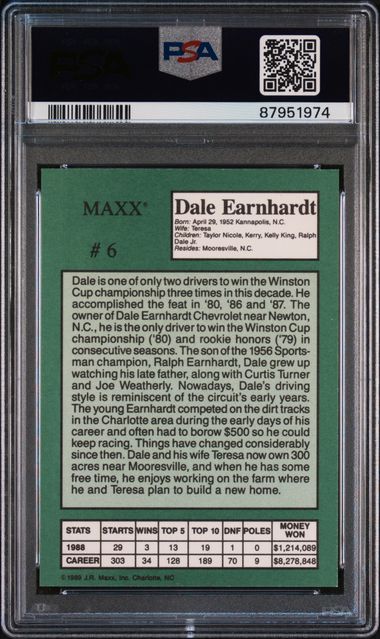 PSA
PSA
87951974
MAXX®
# 6
Dale Earnhardt
Born: April 29, 1952 Kannapolis, N.C.
Wife: Teresa
Children: Taylor Nicole, Kerry, Kelly King, Ralph
Dale Jr.
Resides: Mooresville, N.C.
Dale is one of only two drivers to win the Winston
Cup championship three times in this decade. He
accomplished the feat in '80, '86 and '87. The
owner of Dale Earnhardt Chevrolet near Newton,
N.C., he is the only driver to win the Winston Cup
championship ('80) and rookie honors ('79) in
consecutive seasons. The son of the 1956 Sports-
man champion, Ralph Earnhardt, Dale grew up
watching his late father, along with Curtis Turner
and Joe Weatherly. Nowadays, Dale's driving
style is reminiscent of the circuit's early years.
The young Earnhardt competed on the dirt tracks
in the Charlotte area during the early days of his
career and often had to borrow $500 so he could
keep racing. Things have changed considerably
since then. Dale and his wife Teresa now own 300
acres near Mooresville, and when he has some
free time, he enjoys working on the farm where
he and Teresa plan to build a new home.
STATS STARTS WINS TOP 5 TOP 10 DNF POLES MONEY WON
1988 29 3 13 19 1 0 $1,214,089
CAREER 303 34 128 189 70 9 $8,278,848
© 1989 J.R. Maxx, Inc. Charlotte, NC